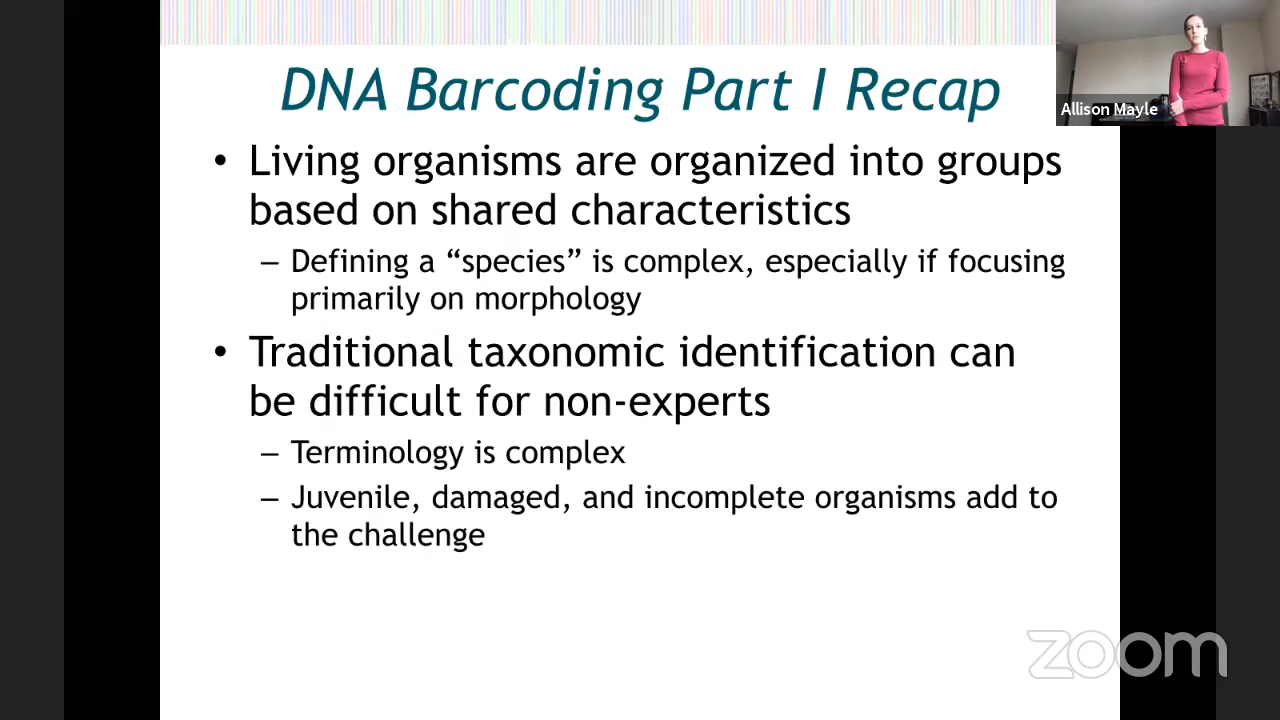 DNA Barcoding Part I Recap
Allison Mayle
• Living organisms are organized into groups
based on shared characteristics
– Defining a “species” is complex, especially if focusing
primarily on morphology
• Traditional taxonomic identification can
be difficult for non-experts
– Terminology is complex
– Juvenile, damaged, and incomplete organisms add to
the challenge
zoom